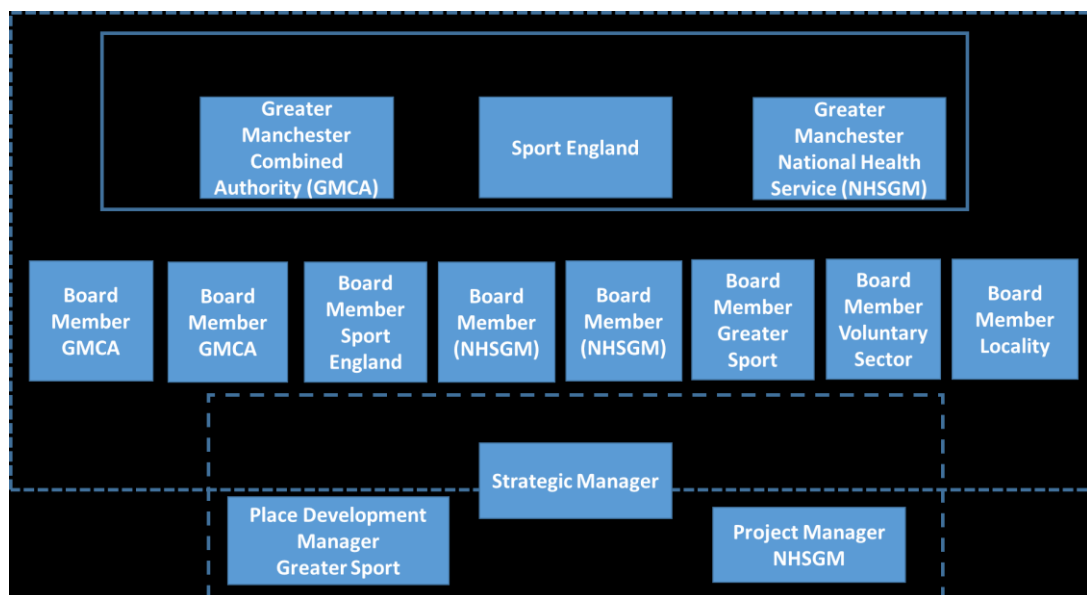 Greater
Manchester
Combined
Authority (GMCA)
Sport England
Greater
Manchester
National Health
Service (NHSGM)
Board
Member
GMCA
Board
Member
GMCA
Board
Member
Sport
England
Board
Member
(NHSGM)
Board
Member
(NHSGM)
Board
Member
Greater
Sport
Board
Member
Voluntary
Sector
Board
Member
Locality
Strategic Manager
Place Development
Manager
Greater Sport
Project Manager
NHSGM